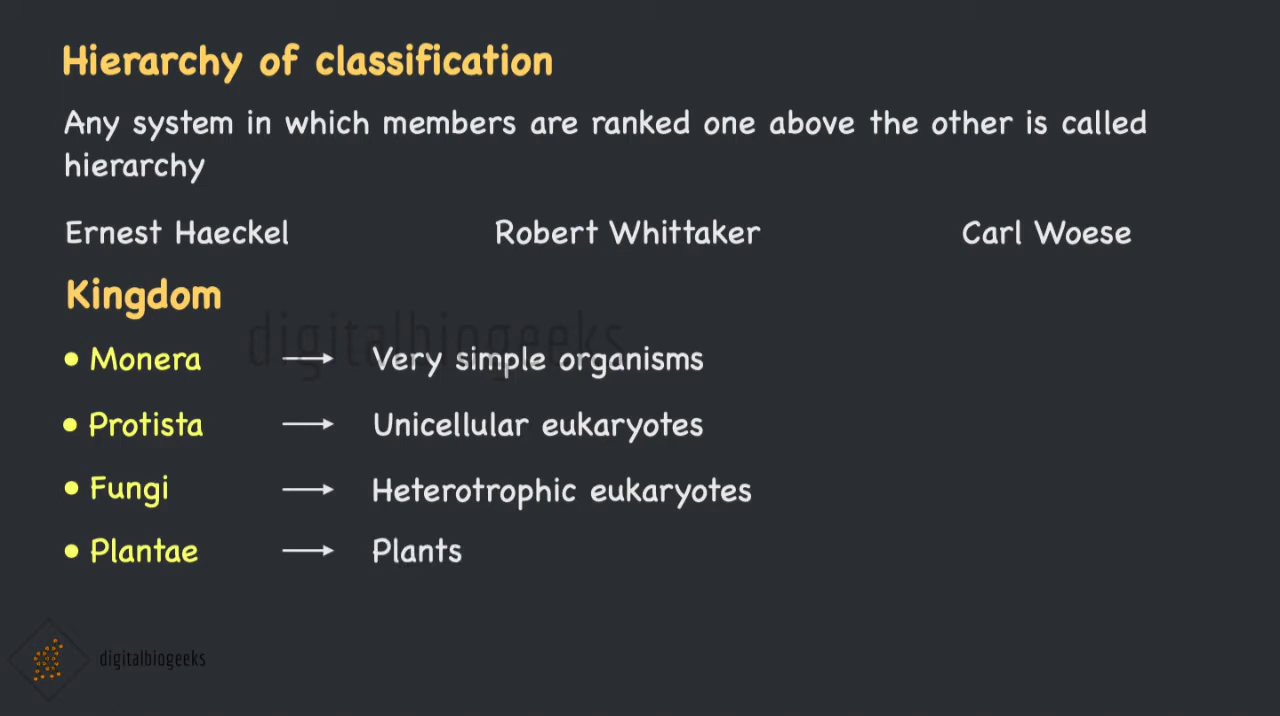 Hierarchy of classification
Any system in which members are ranked one above the other is called
hierarchy
Ernest Haeckel Robert Whittaker Carl Woese
Kingdom
digitalbiogeeks
• Monera → Very simple organisms
• Protista → Unicellular eukaryotes
• Fungi → Heterotrophic eukaryotes
• Plantae → Plants
digitalbiogeeks